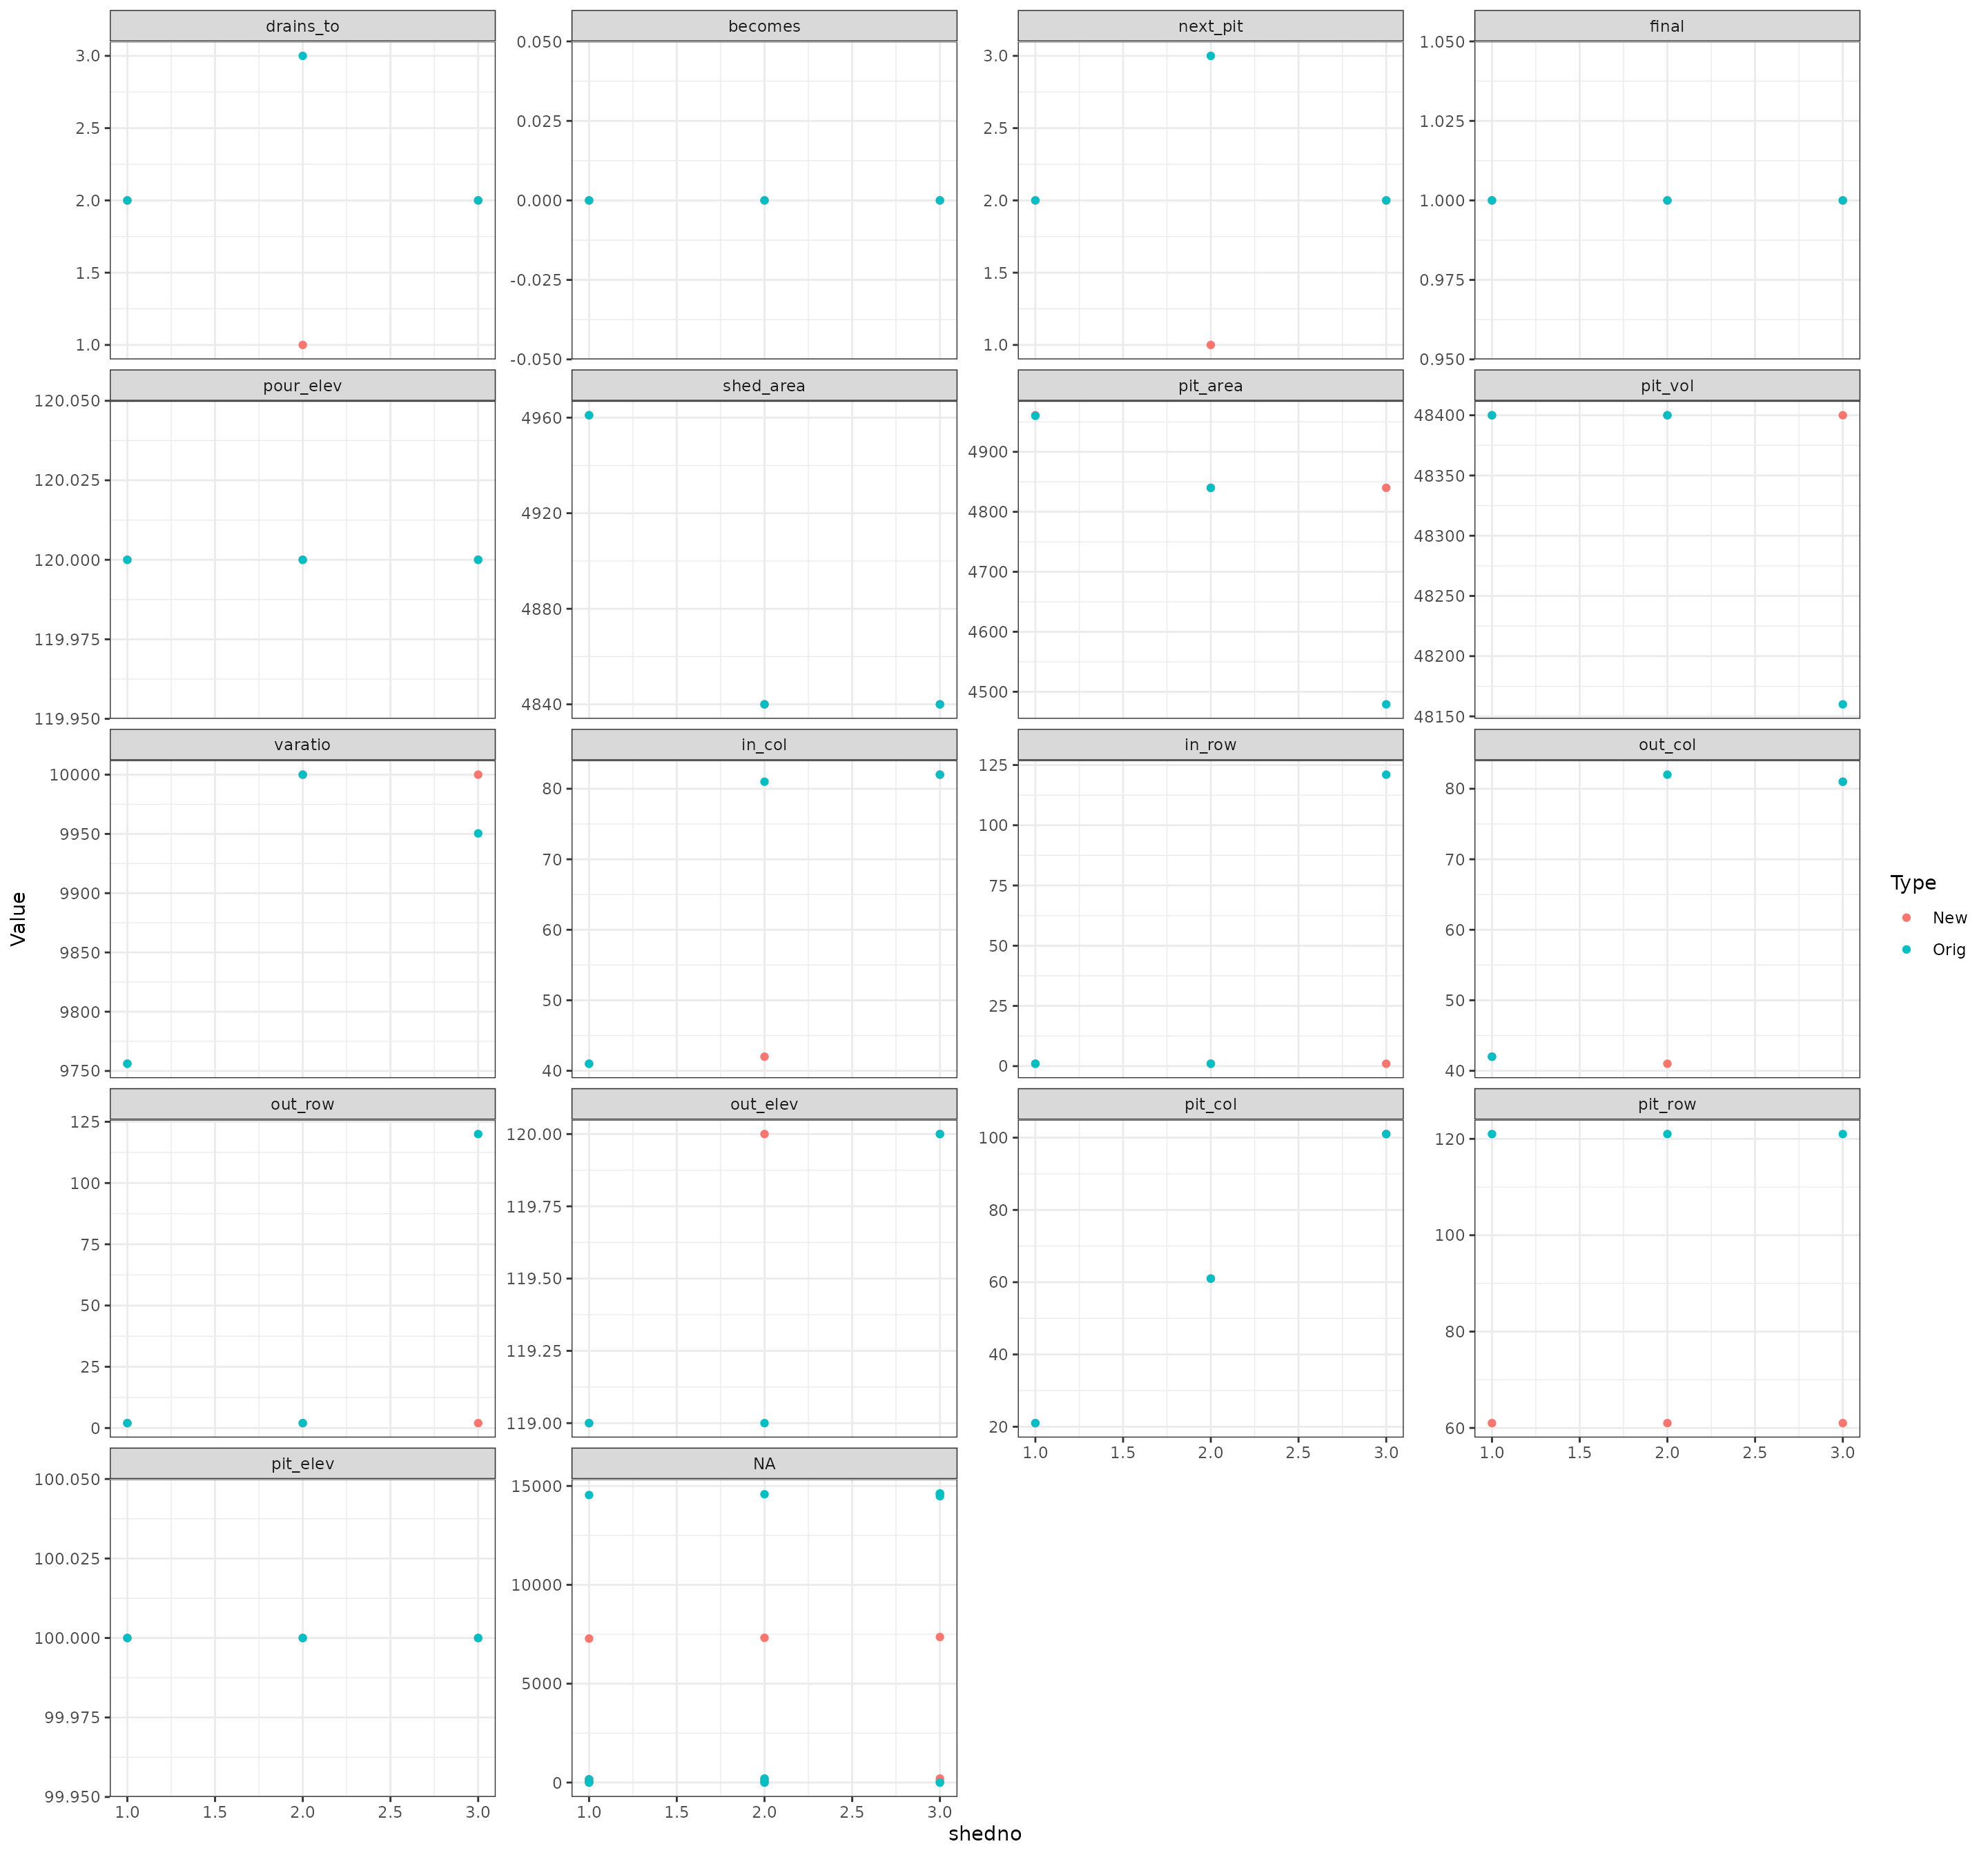 drains_to becomes next_pit final
3.0 0.050 3.0 1.050
2.5 0.025 2.5 1.025
2.0 0.000 2.0 1.000
1.5 -0.025 1.5 0.975
1.0 -0.050 1.0 0.950
pour_elev shed_area pit_area pit_vol
120.050 4960 4900 48400
120.025 4920 4800 48350
120.000 4880 4700 48300
119.975 4840 4600 48250
119.950 4500 48200
48150
varatio in_col in_row out_col
10000 80 125 80
9950 70 100 70
9900 60 75 60
9850 50 50 50
9800 40 25 40
9750 0
out_row out_elev pit_col pit_row
125 120.00 100 120
100 119.75 80 100
75 119.50 60 80
50 119.25 40 60
25 119.00 20
0
1.0 1.5 2.0 2.5 3.0 1.0 1.5 2.0 2.5 3.0
pit_elev NA
100.050 15000
100.025 10000
100.000 5000
99.975 0
99.950
1.0 1.5 2.0 2.5 3.0 1.0 1.5 2.0 2.5 3.0
shedno
Value
Type
New
Orig